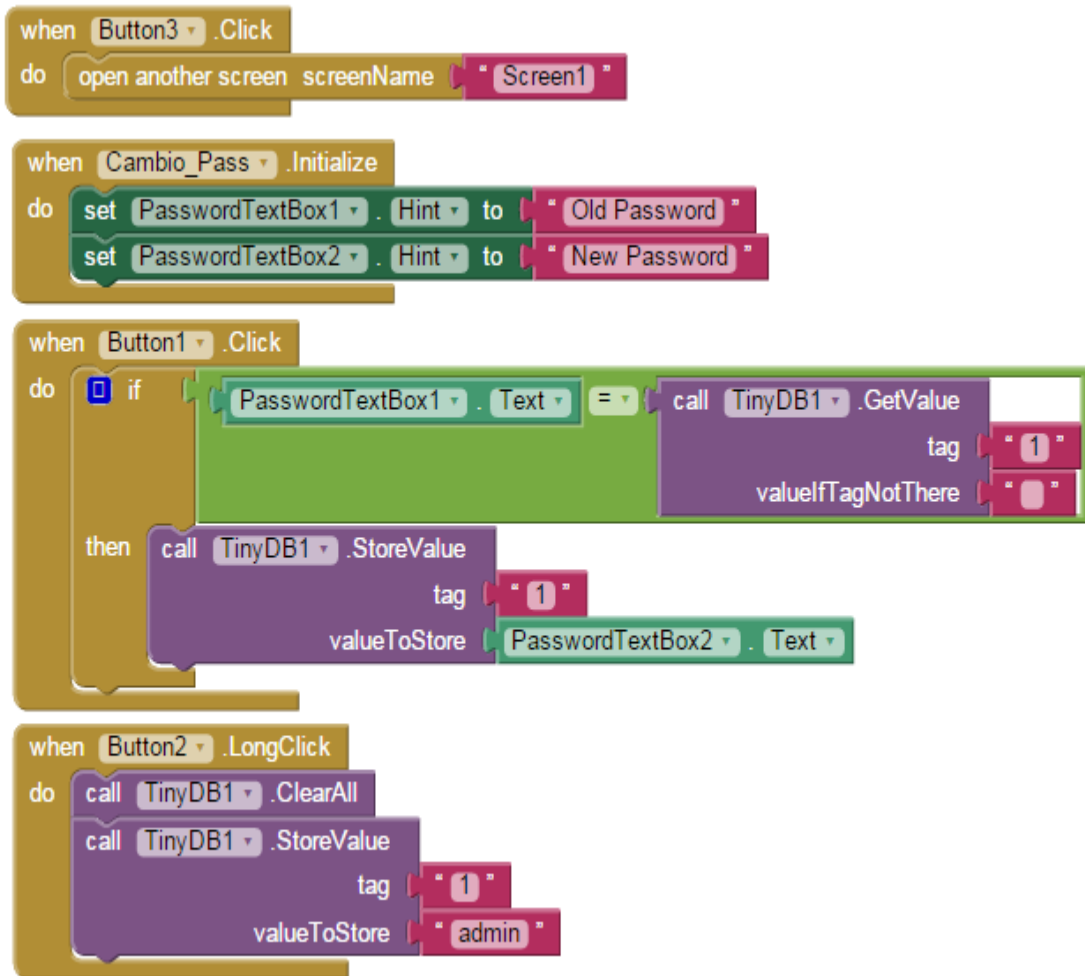 when Button3 .Click
do open another screen screenName " Screen1 "
when Cambio_Pass .Initialize
do set PasswordTextBox1 . Hint to " Old Password "
set PasswordTextBox2 . Hint to " New Password "
when Button1 .Click
do if PasswordTextBox1 . Text = call TinyDB1 .GetValue
tag " 1 "
valueIfTagNotThere " "
then call TinyDB1 .StoreValue
tag " 1 "
valueToStore PasswordTextBox2 . Text
when Button2 .LongClick
do call TinyDB1 .ClearAll
call TinyDB1 .StoreValue
tag " 1 "
valueToStore " admin "